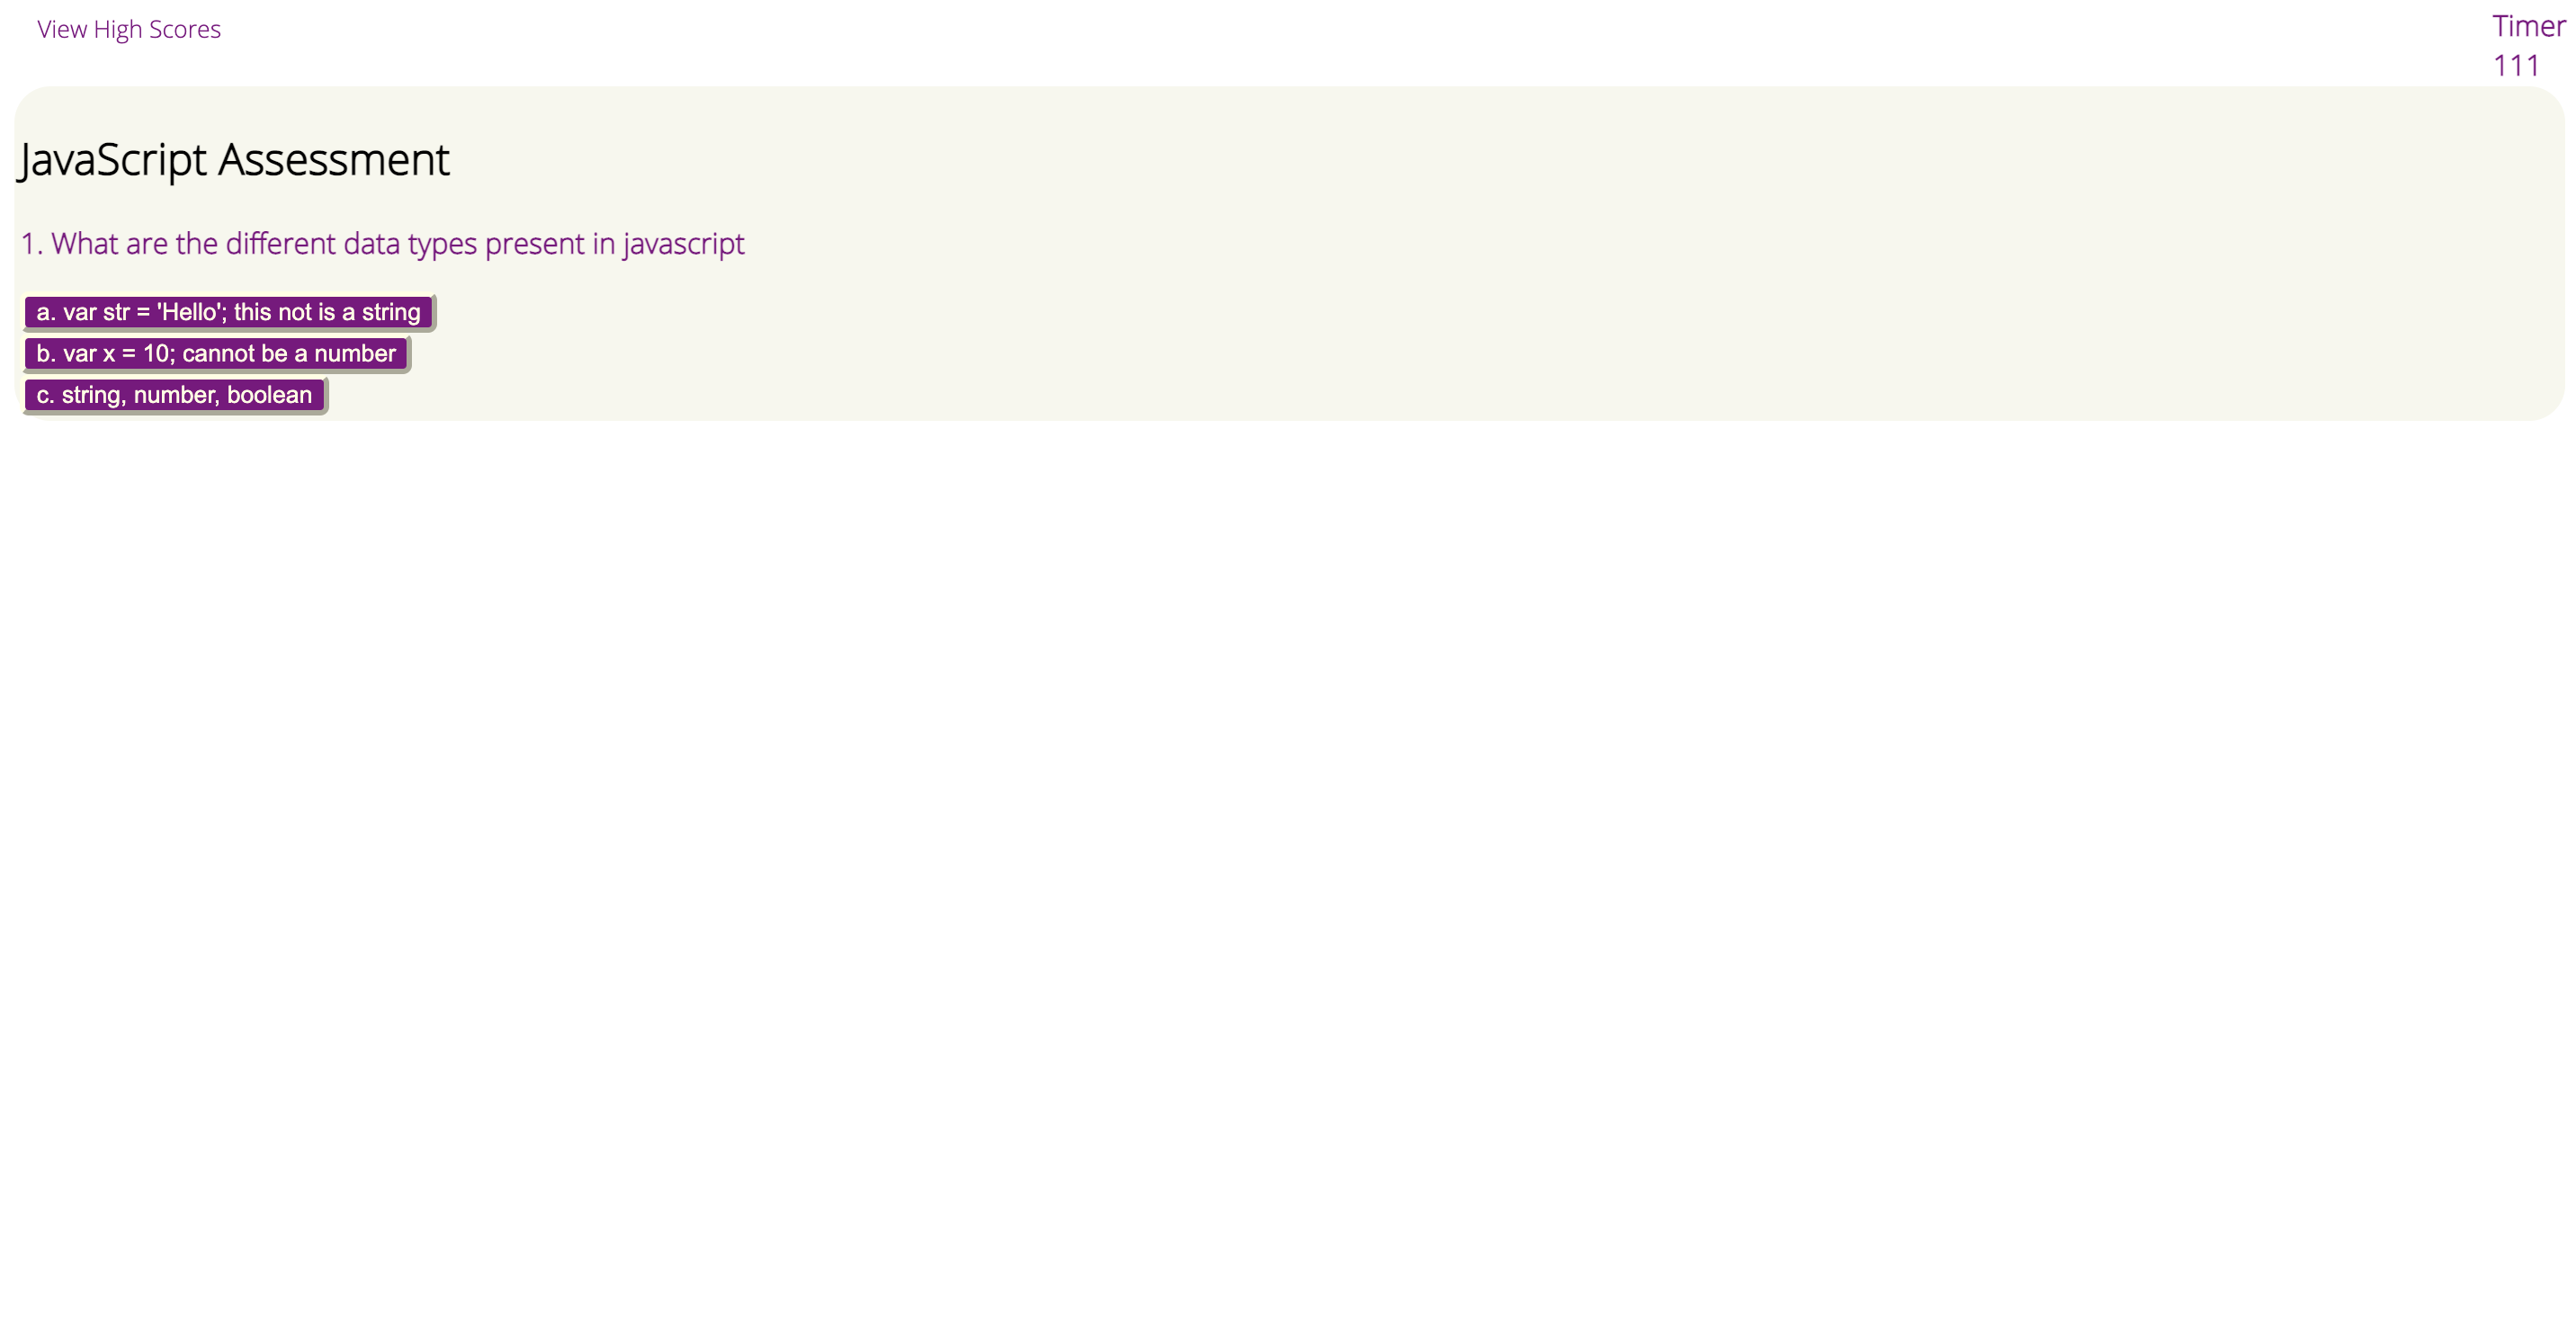 View High Scores
Timer
111
JavaScript Assessment
1. What are the different data types present in javascript
a. var str = 'Hello'; this not is a string
b. var x = 10; cannot be a number
c. string, number, boolean